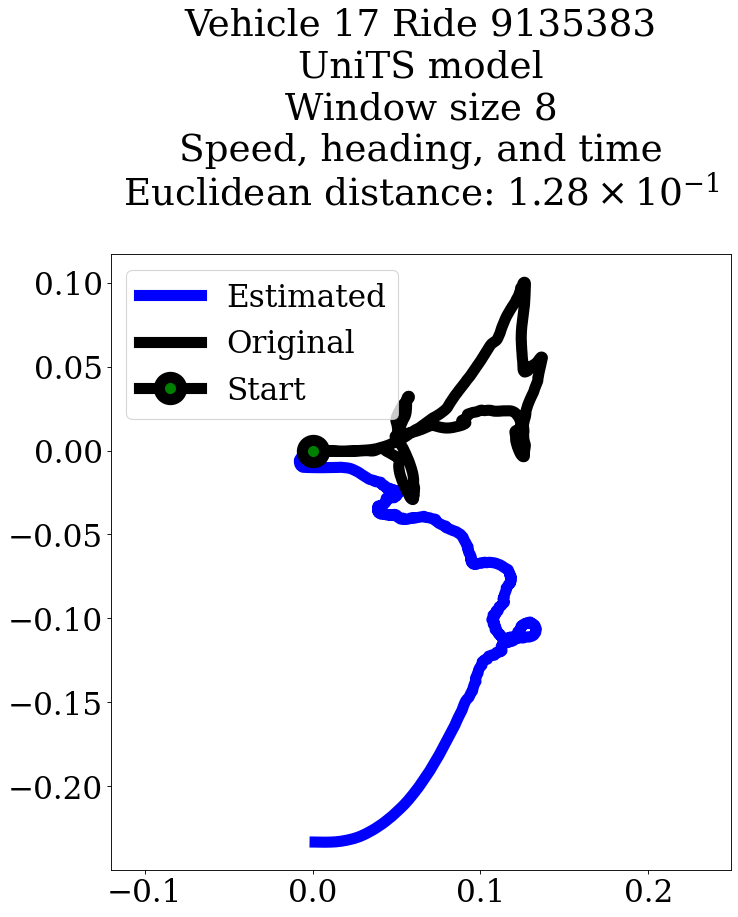 Vehicle 17 Ride 9135383
UniTS model
Window size 8
Speed, heading, and time
Euclidean distance: 1.28 × 10⁻¹
Estimated
Original
Start
0.10
0.05
0.00
−0.05
−0.10
−0.15
−0.20
−0.1 0.0 0.1 0.2